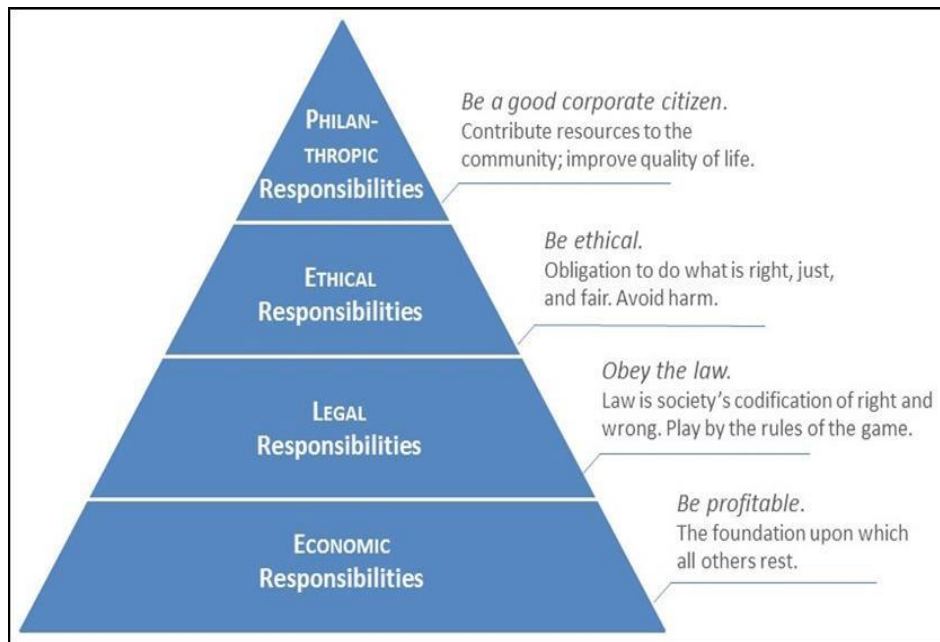 PHILAN-
THROPIC
Responsibilities
Be a good corporate citizen.
Contribute resources to the
community; improve quality of life.
ETHICAL
Responsibilities
Be ethical.
Obligation to do what is right, just,
and fair. Avoid harm.
LEGAL
Responsibilities
Obey the law.
Law is society’s codification of right and
wrong. Play by the rules of the game.
ECONOMIC
Responsibilities
Be profitable.
The foundation upon which
all others rest.